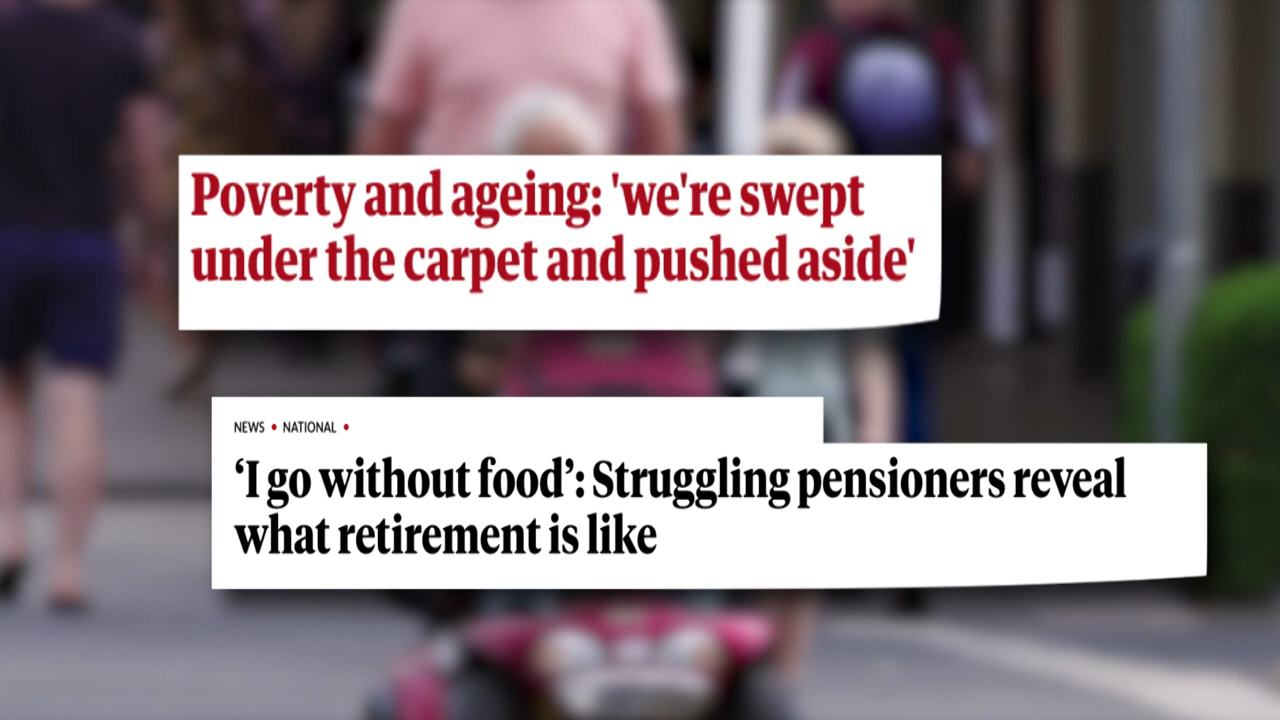 Poverty and ageing: 'we're swept
under the carpet and pushed aside'
NEWS • NATIONAL •
‘I go without food’: Struggling pensioners reveal
what retirement is like